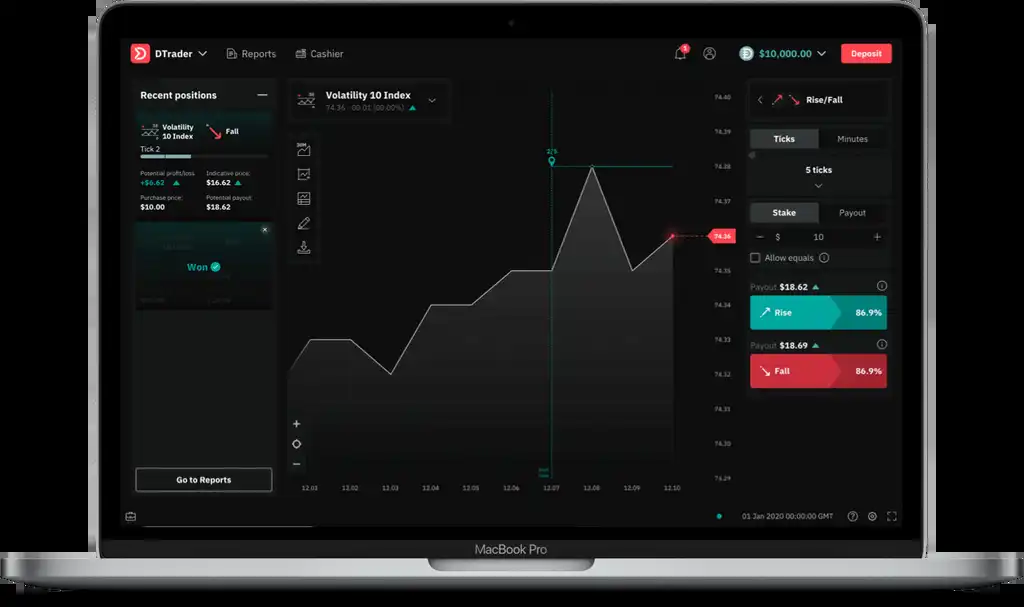 DTrader
Reports
Cashier
1
$10,000.00
Deposit
Recent positions
Volatility
10 Index
Fall
Tick 2
Potential profit/loss:
+$6.62
Indicative price:
$16.62
Purchase price:
$10.00
Potential payout:
$18.62
Won
Go to Reports
Volatility 10 Index
74.36 - 00.01 (00.00%)
74.40
74.39
74.38
74.37
74.36
74.35
74.34
74.33
74.32
74.31
74.30
74.29
12.01
12.02
12.03
12.04
12.05
12.06
12.07
12.08
12.09
12.10
Rise/Fall
Ticks
Minutes
5 ticks
Stake
Payout
$
10
Allow equals
Payout $18.62
Rise
86.9%
Payout $18.69
Fall
86.9%
01 Jan 2020 00:00:00 GMT
MacBook Pro